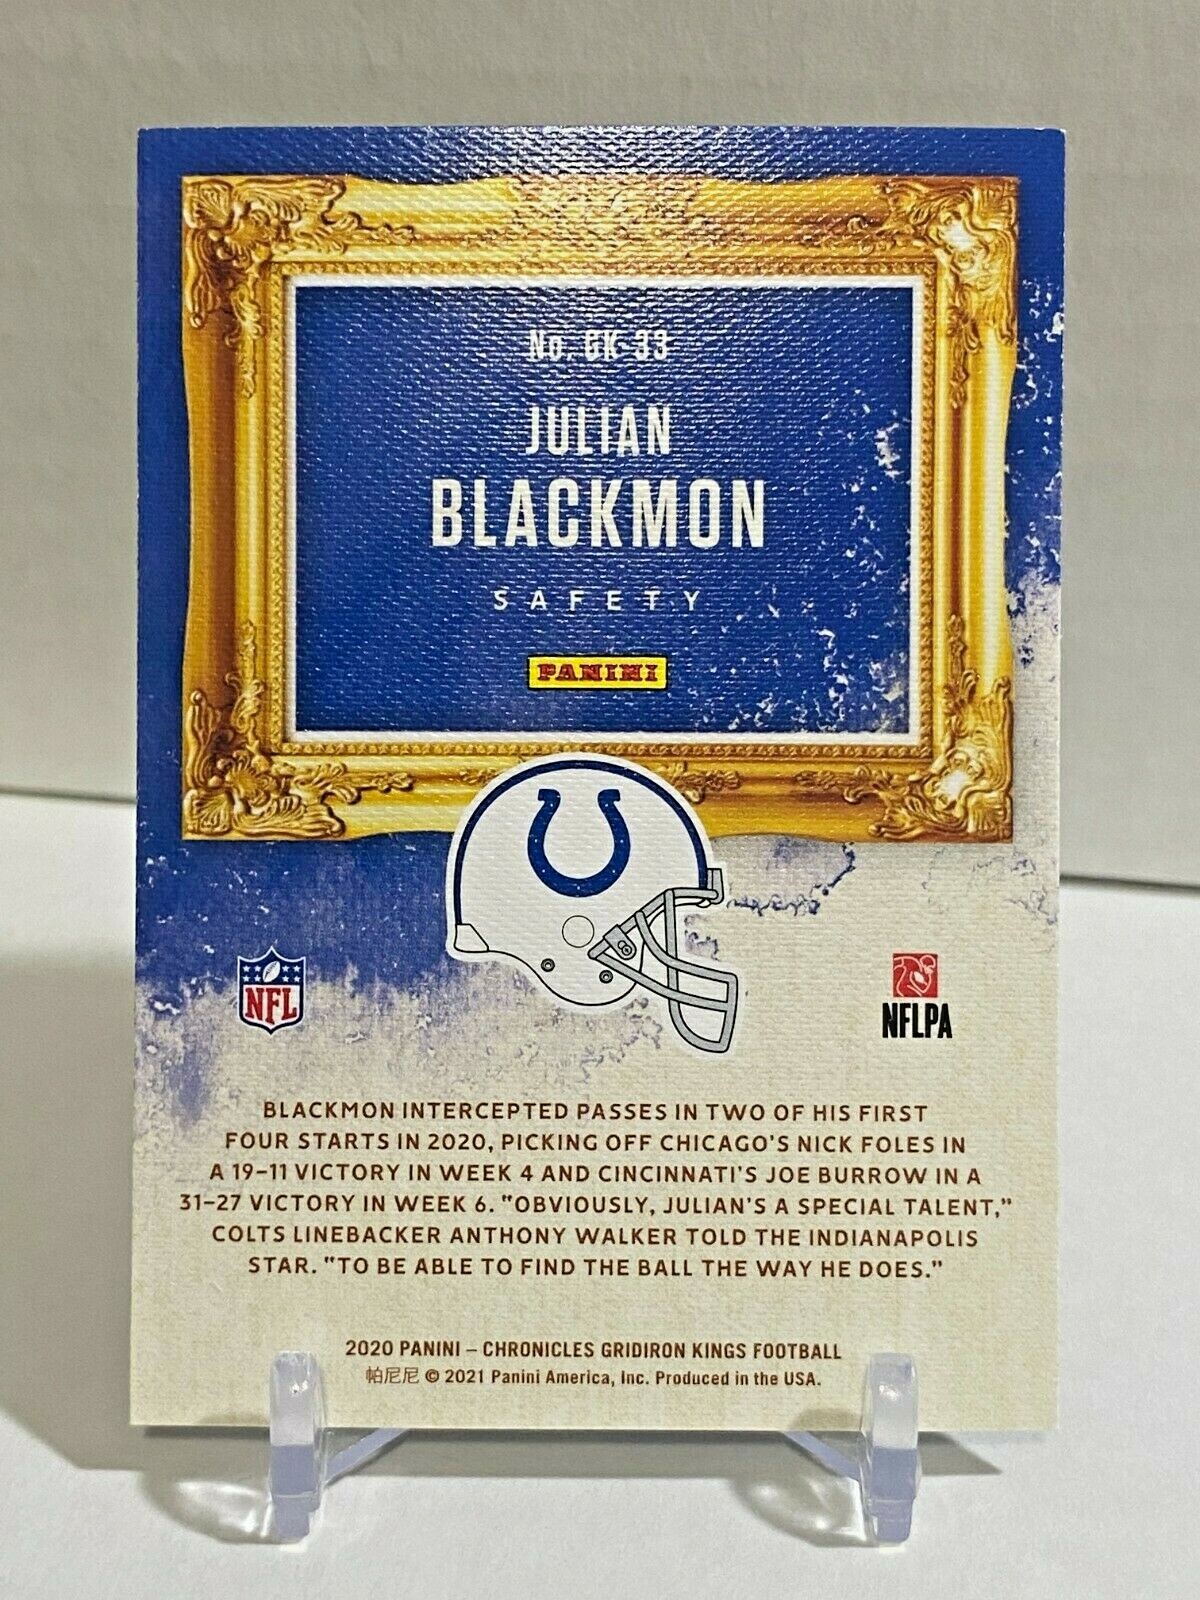 No. GK-33
JULIAN
BLACKMON
SAFETY
PANINI
NFL
NFLPA
BLACKMON INTERCEPTED PASSES IN TWO OF HIS FIRST
FOUR STARTS IN 2020, PICKING OFF CHICAGO'S NICK FOLES IN
A 19-11 VICTORY IN WEEK 4 AND CINCINNATI'S JOE BURROW IN A
31-27 VICTORY IN WEEK 6. "OBVIOUSLY, JULIAN'S A SPECIAL TALENT,"
COLTS LINEBACKER ANTHONY WALKER TOLD THE INDIANAPOLIS
STAR. "TO BE ABLE TO FIND THE BALL THE WAY HE DOES."
2020 PANINI – CHRONICLES GRIDIRON KINGS FOOTBALL
帕尼尼 © 2021 Panini America, Inc. Produced in the USA.